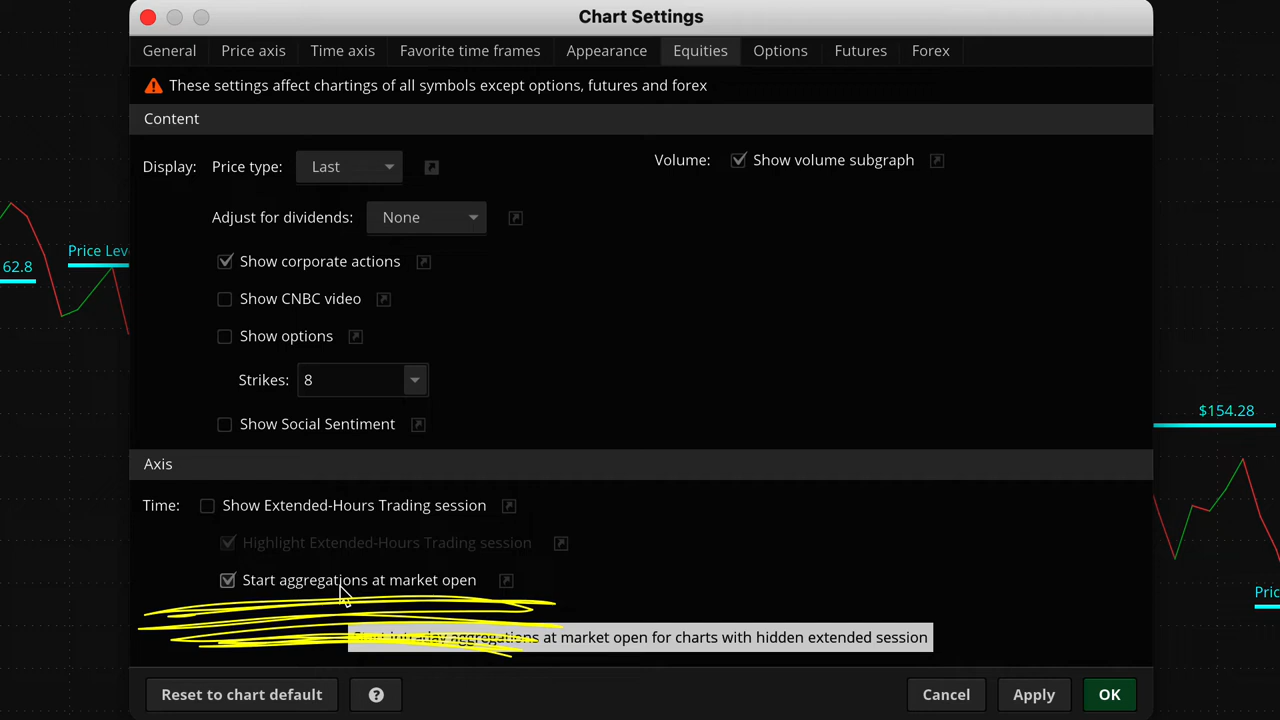 Chart Settings
General Price axis Time axis Favorite time frames Appearance Equities Options Futures Forex
These settings affect chartings of all symbols except options, futures and forex
Content
Display: Price type: Last
Volume: Show volume subgraph
Adjust for dividends: None
Show corporate actions
Price Lev
62.8
Show CNBC video
Show options
Strikes: 8
Show Social Sentiment
$154.28
Axis
Time: Show Extended-Hours Trading session
Highlight Extended-Hours Trading session
Start aggregations at market open
Pric
Start intraday aggregations at market open for charts with hidden extended session
Reset to chart default ? Cancel Apply OK